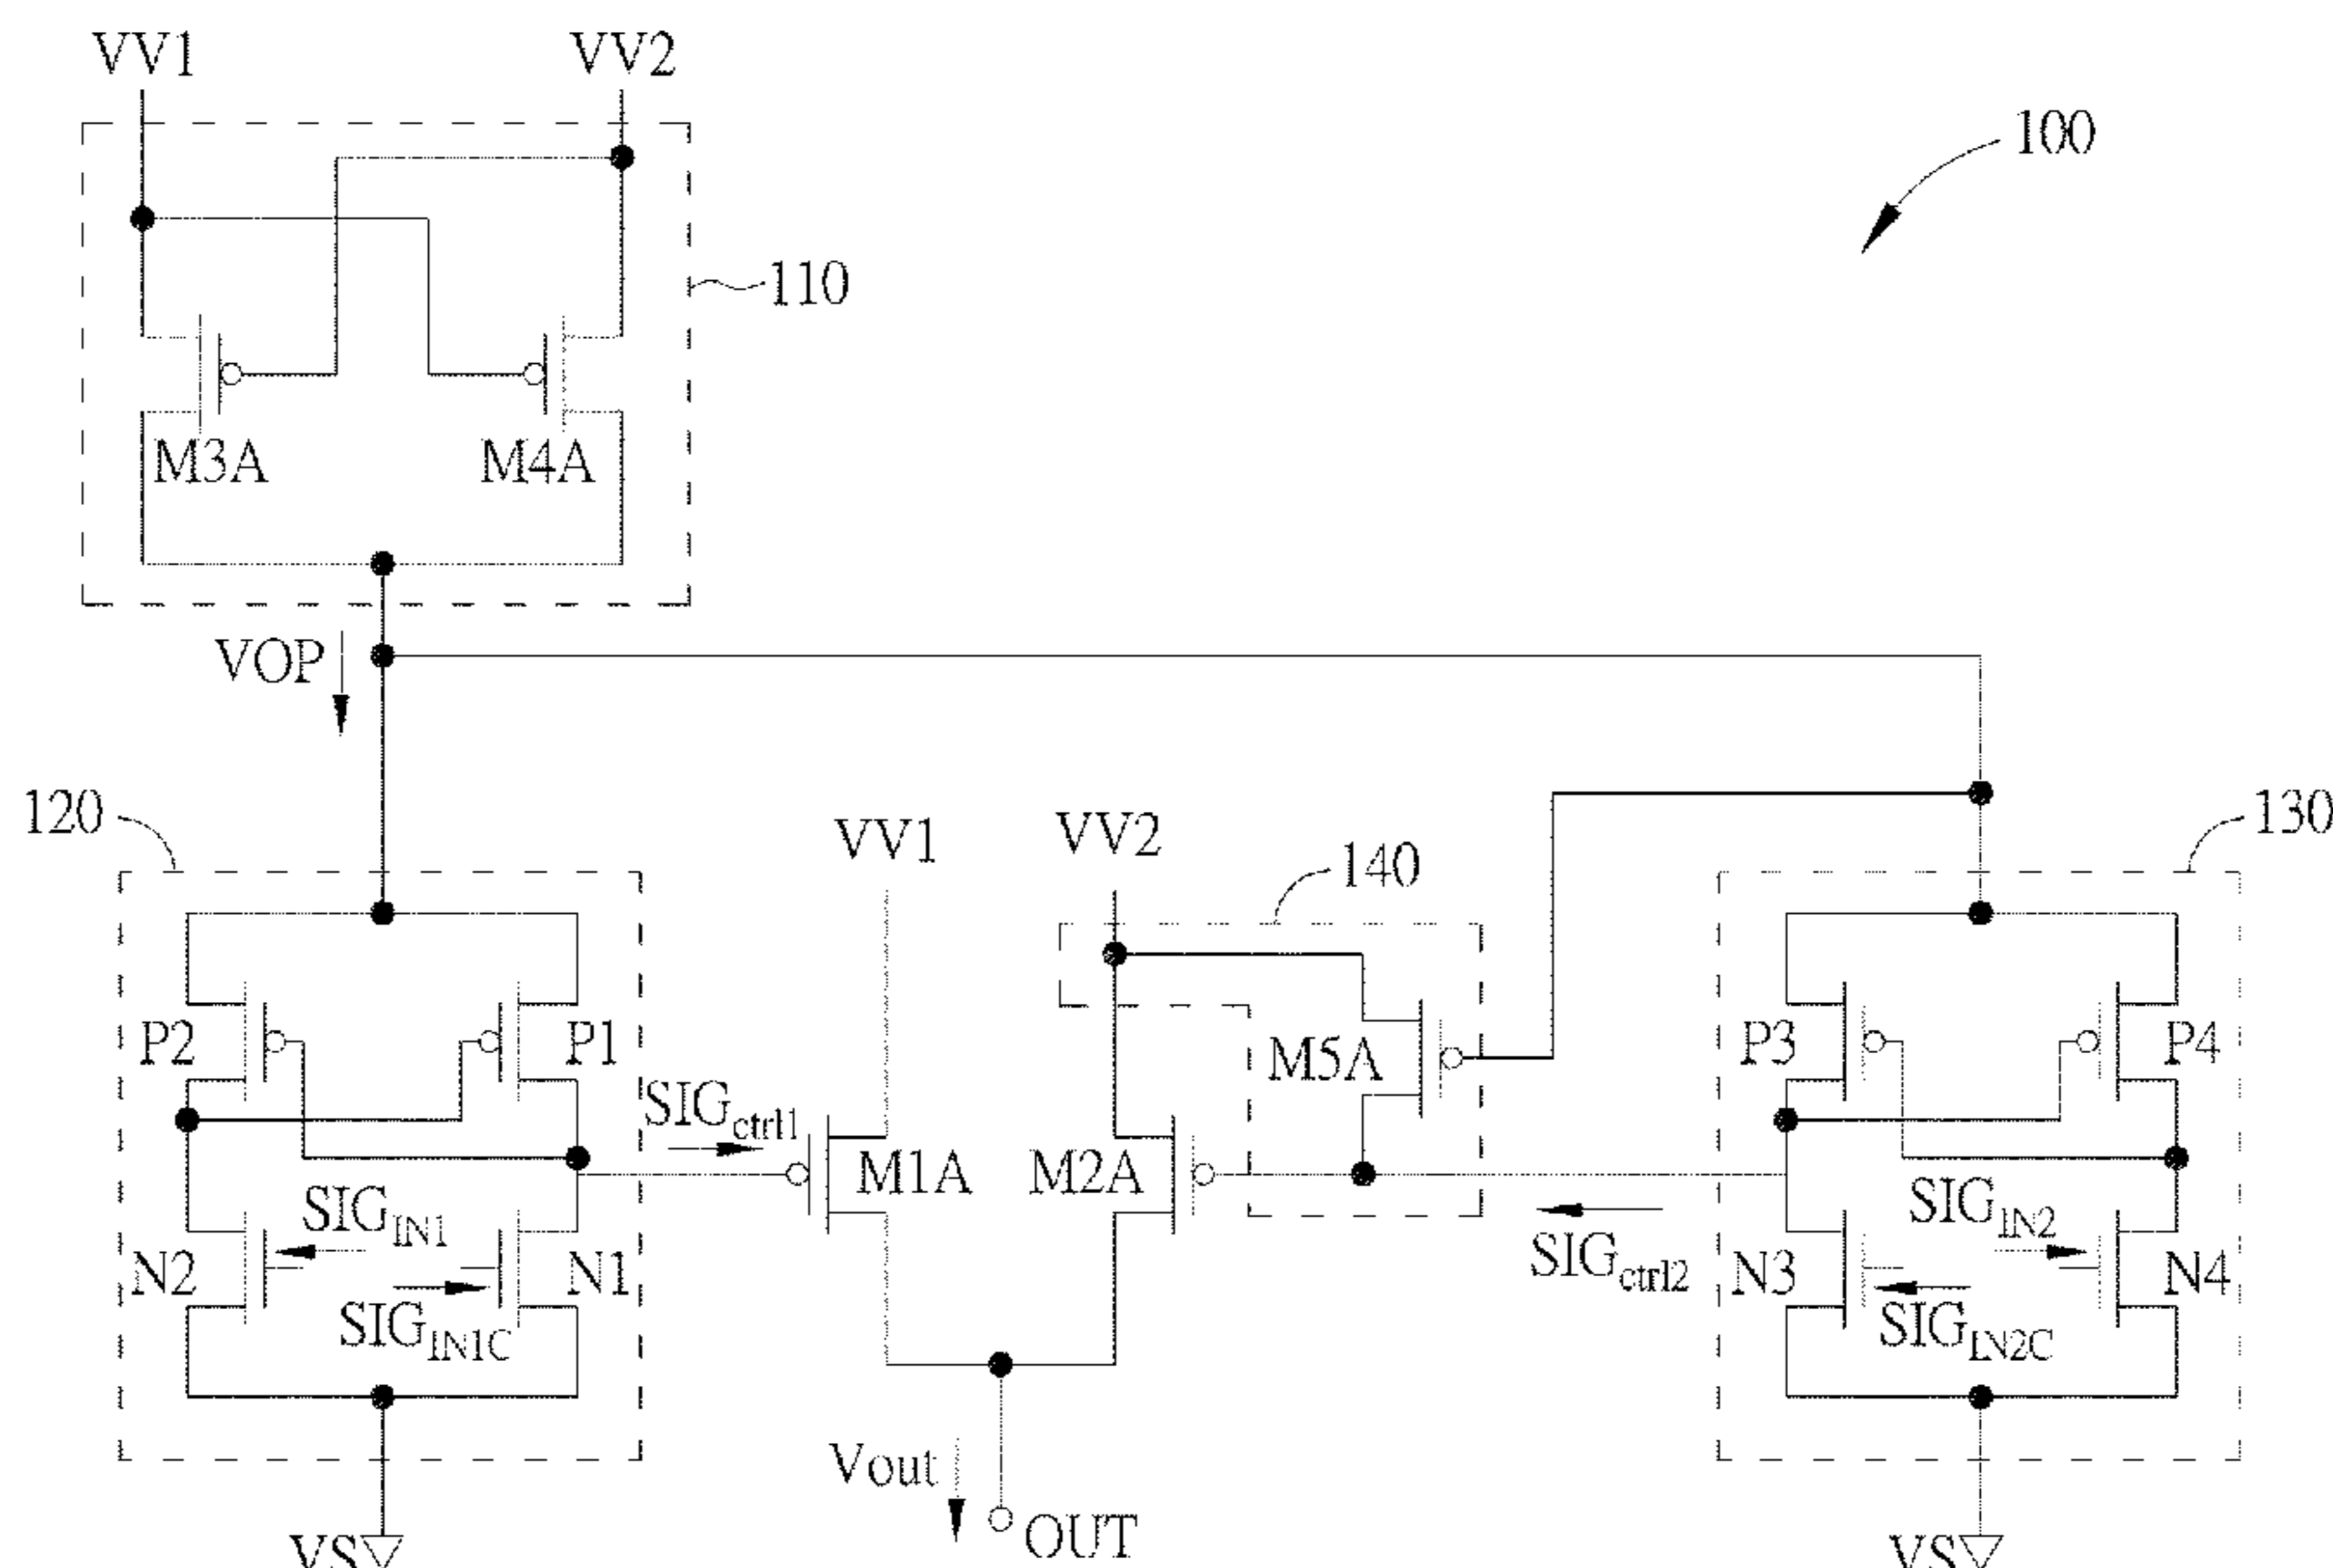 VV1
VV2
100
110
M3A
M4A
VOP
120
VV1
VV2
140
130
P2
P1
SIGctrl1
M1A
M2A
M5A
P3
P4
SIGIN1
N2
N1
SIGIN1C
SIGctrl2
SIGIN2
N3
N4
SIGIN2C
Vout
OUT
VS
VS